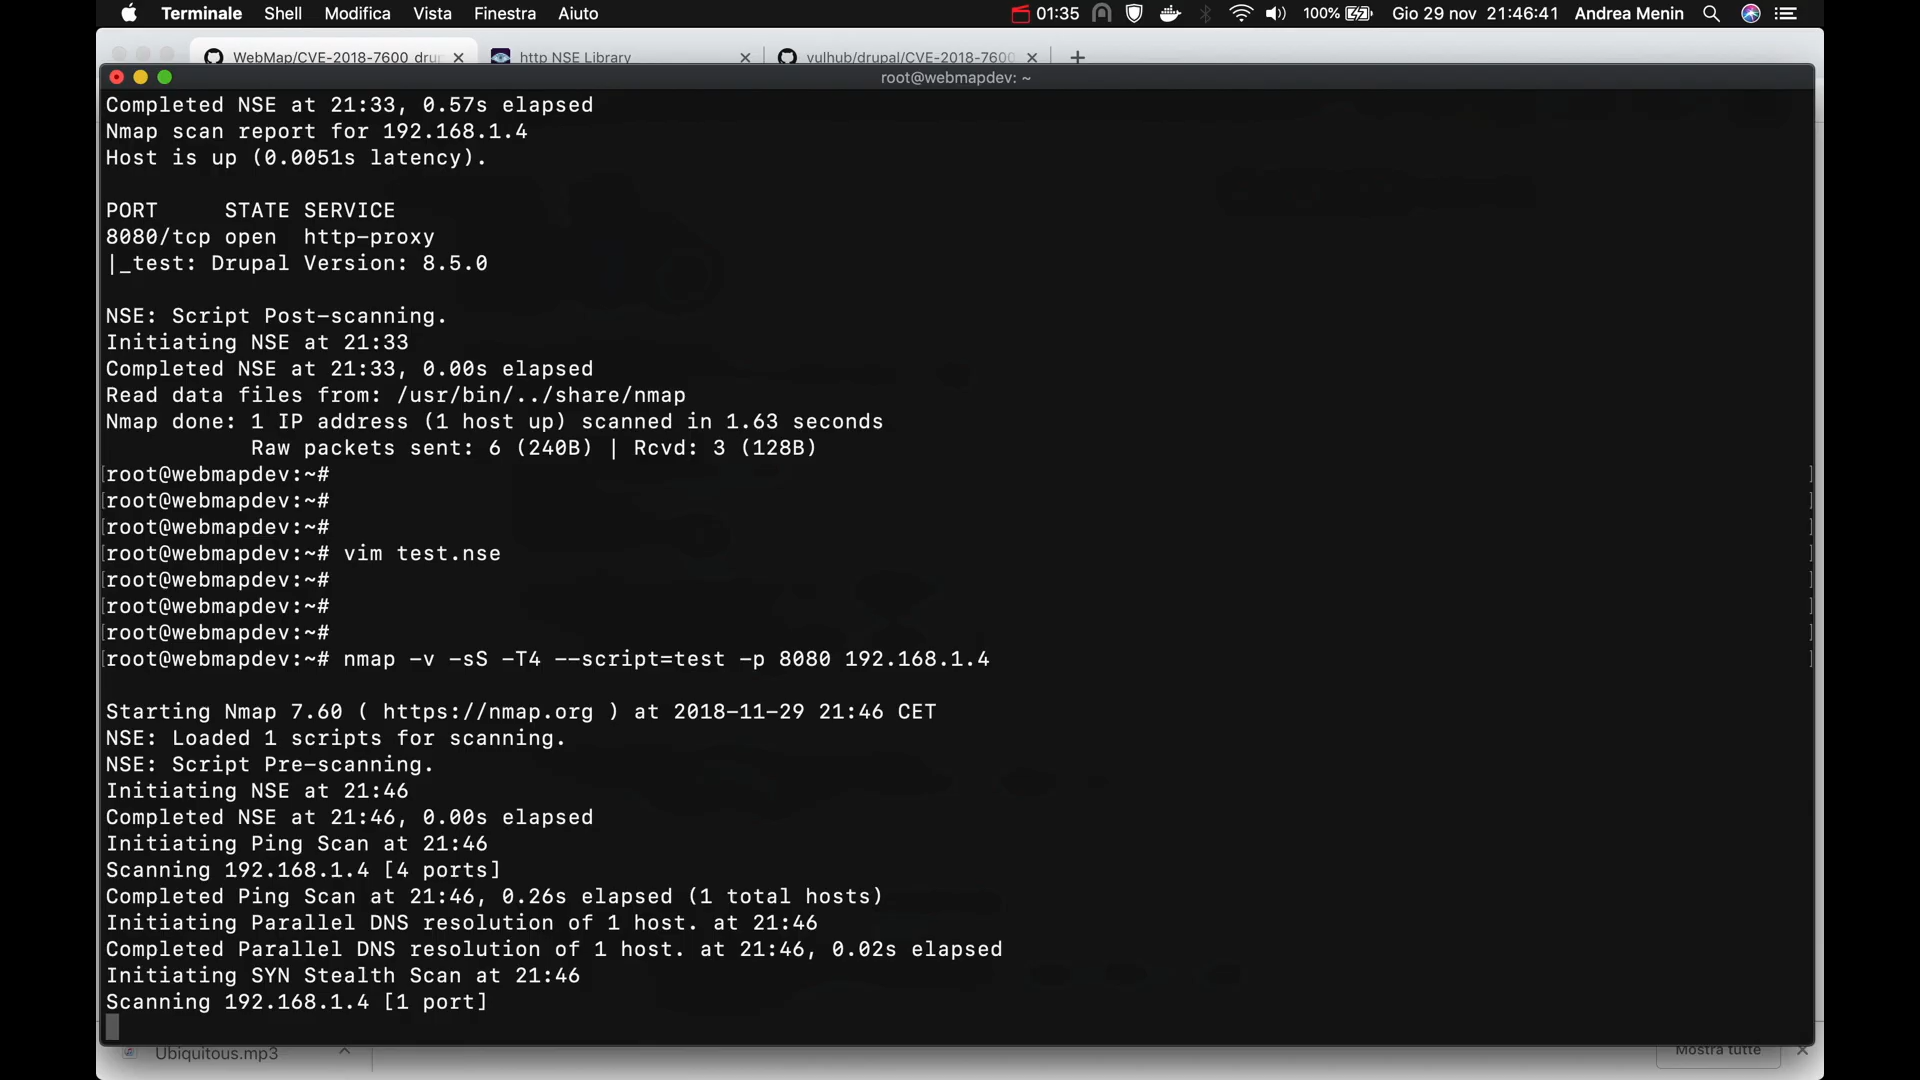 Terminale Shell Modifica Vista Finestra Aiuto 01:35 100% Gio 29 nov 21:46:41 Andrea Menin
WebMap/CVE-2018-7600 drup http NSE Library vulhub/drupal/CVE-2018-7600
root@webmapdev: ~
Completed NSE at 21:33, 0.57s elapsed
Nmap scan report for 192.168.1.4
Host is up (0.0051s latency).
PORT     STATE SERVICE
8080/tcp open  http-proxy
|_test: Drupal Version: 8.5.0
NSE: Script Post-scanning.
Initiating NSE at 21:33
Completed NSE at 21:33, 0.00s elapsed
Read data files from: /usr/bin/../share/nmap
Nmap done: 1 IP address (1 host up) scanned in 1.63 seconds
Raw packets sent: 6 (240B) | Rcvd: 3 (128B)
[root@webmapdev:~# ]
[root@webmapdev:~# ]
[root@webmapdev:~# ]
[root@webmapdev:~# vim test.nse ]
[root@webmapdev:~# ]
[root@webmapdev:~# ]
[root@webmapdev:~# ]
[root@webmapdev:~# nmap -v -sS -T4 --script=test -p 8080 192.168.1.4 ]
Starting Nmap 7.60 ( https://nmap.org ) at 2018-11-29 21:46 CET
NSE: Loaded 1 scripts for scanning.
NSE: Script Pre-scanning.
Initiating NSE at 21:46
Completed NSE at 21:46, 0.00s elapsed
Initiating Ping Scan at 21:46
Scanning 192.168.1.4 [4 ports]
Completed Ping Scan at 21:46, 0.26s elapsed (1 total hosts)
Initiating Parallel DNS resolution of 1 host. at 21:46
Completed Parallel DNS resolution of 1 host. at 21:46, 0.02s elapsed
Initiating SYN Stealth Scan at 21:46
Scanning 192.168.1.4 [1 port]
Ubiquitous.mp3 Mostra tutte